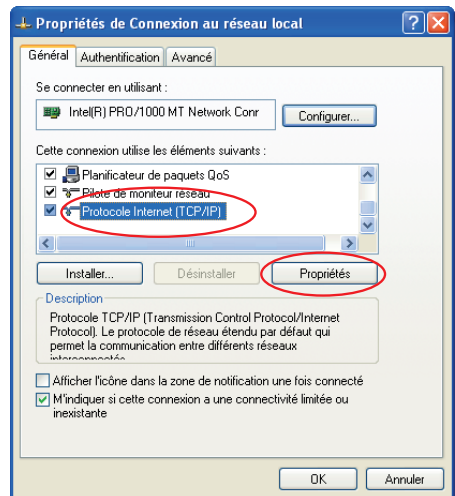 Propriétés de Connexion au réseau local
Général Authentification Avancé
Se connecter en utilisant :
Intel(R) PRO/1000 MT Network Conr Configurer...
Cette connexion utilise les éléments suivants :
Planificateur de paquets QoS
Pilote de moniteur réseau
Protocole Internet (TCP/IP)
Installer... Désinstaller Propriétés
Description
Protocole TCP/IP (Transmission Control Protocol/Internet
Protocol). Le protocole de réseau étendu par défaut qui
permet la communication entre différents réseaux
interconnectés
Afficher l'icône dans la zone de notification une fois connecté
M'indiquer si cette connexion a une connectivité limitée ou
inexistante
OK Annuler